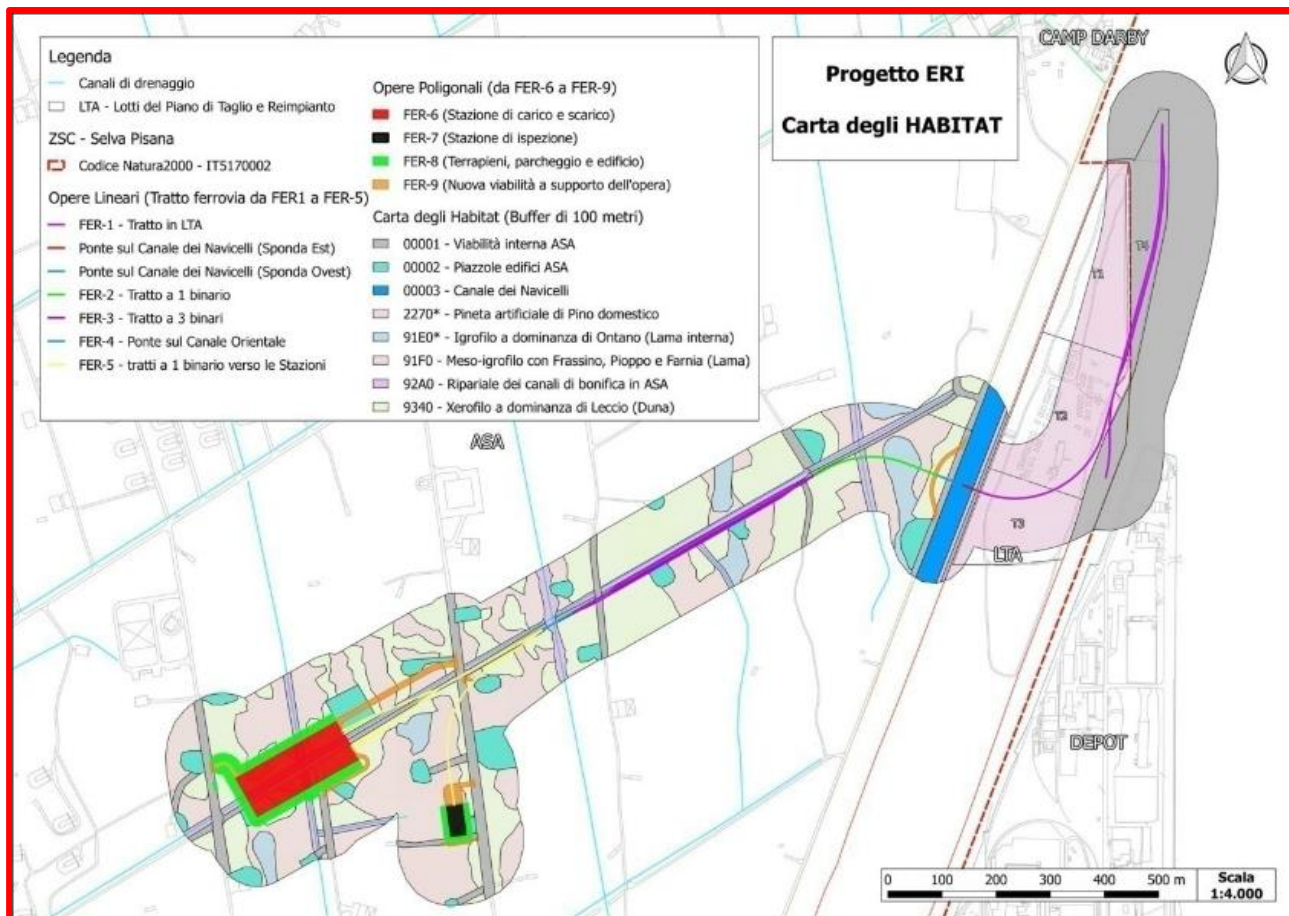 Legenda
Canali di drenaggio
LTA - Lotti del Piano di Taglio e Reimpianto
ZSC - Selva Pisana
Codice Natura2000 - IT5170002
Opere Lineari (Tratto ferrovia da FER1 a FER-5)
FER-1 - Tratto in LTA
Ponte sul Canale dei Navicelli (Sponda Est)
Ponte sul Canale dei Navicelli (Sponda Ovest)
FER-2 - Tratto a 1 binario
FER-3 - Tratto a 3 binari
FER-4 - Ponte sul Canale Orientale
FER-5 - tratti a 1 binario verso le Stazioni
Opere Poligonali (da FER-6 a FER-9)
FER-6 (Stazione di carico e scarico)
FER-7 (Stazione di ispezione)
FER-8 (Terrapieni, parcheggio e edificio)
FER-9 (Nuova viabilità a supporto dell'opera)
Carta degli Habitat (Buffer di 100 metri)
00001 - Viabilità interna ASA
00002 - Piazzole edifici ASA
00003 - Canale dei Navicelli
2270* - Pineta artificiale di Pino domestico
91E0* - Igrofilo a dominanza di Ontano (Lama interna)
91F0 - Meso-igrofilo con Frassino, Pioppo e Farnia (Lama)
92A0 - Ripariale dei canali di bonifica in ASA
9340 - Xerofilo a dominanza di Leccio (Duna)
Progetto ERI
Carta degli HABITAT
CAMP DARBY
T4
T1
T2
T3
LTA
ASA
DEPOT
0 100 200 300 400 500 m
Scala
1:4.000